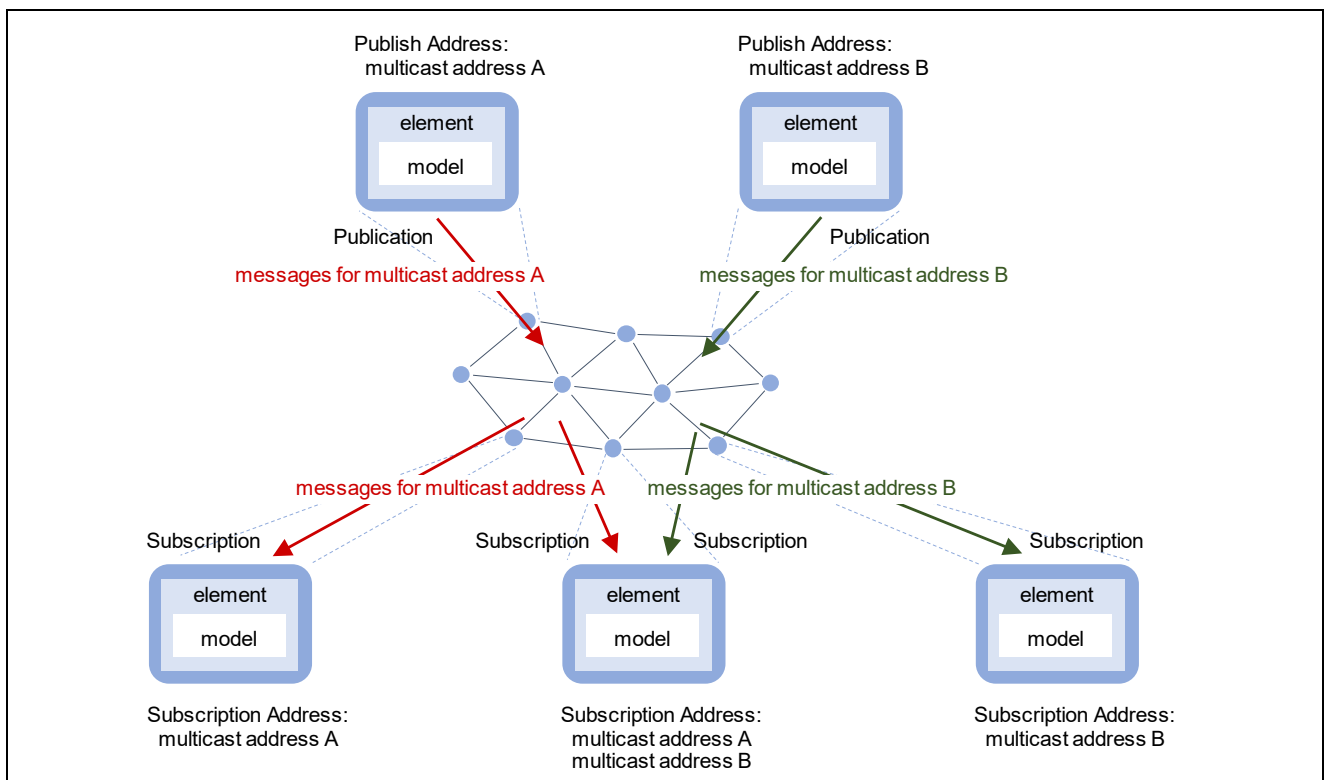 Publish Address:
multicast address A
Publish Address:
multicast address B
element
model
element
model
Publication
messages for multicast address A
Publication
messages for multicast address B
messages for multicast address A
messages for multicast address B
Subscription
Subscription
Subscription
Subscription
element
model
element
model
element
model
Subscription Address:
multicast address A
Subscription Address:
multicast address A
multicast address B
Subscription Address:
multicast address B